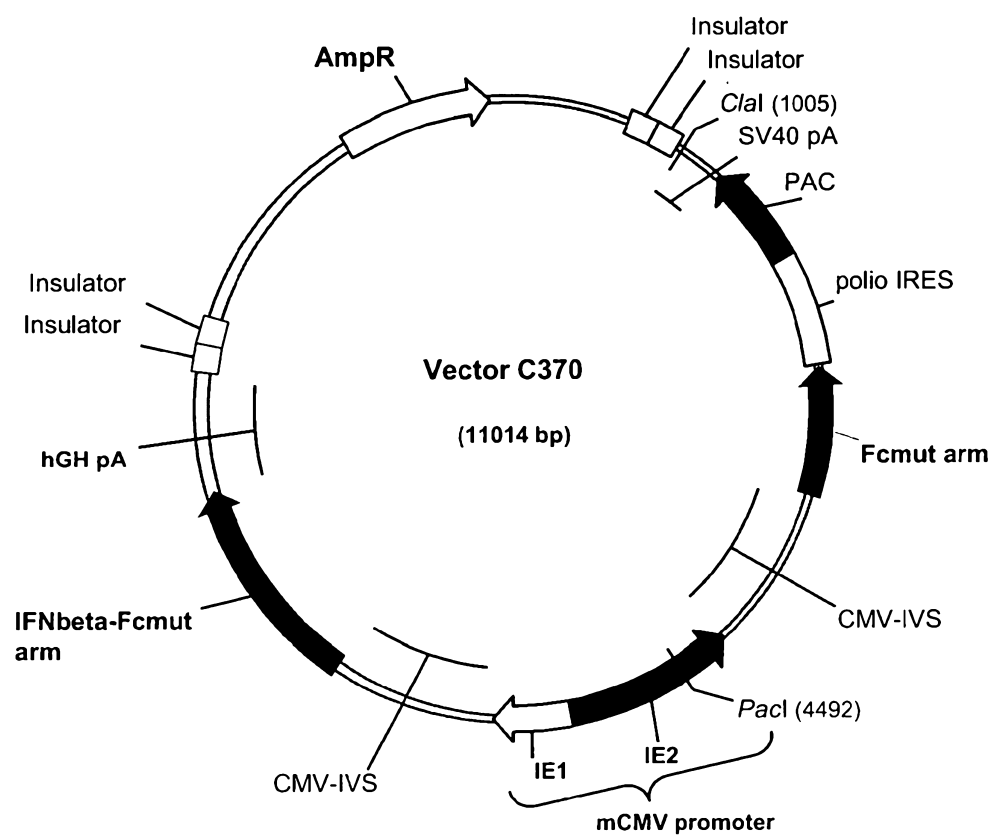 Insulator
Insulator
AmpR
ClaI (1005)
SV40 pA
PAC
polio IRES
Insulator
Insulator
Vector C370
(11014 bp)
hGH pA
Fcmut arm
IFNbeta-Fcmut
arm
CMV-IVS
PacI (4492)
IE2
IE1
CMV-IVS
mCMV promoter